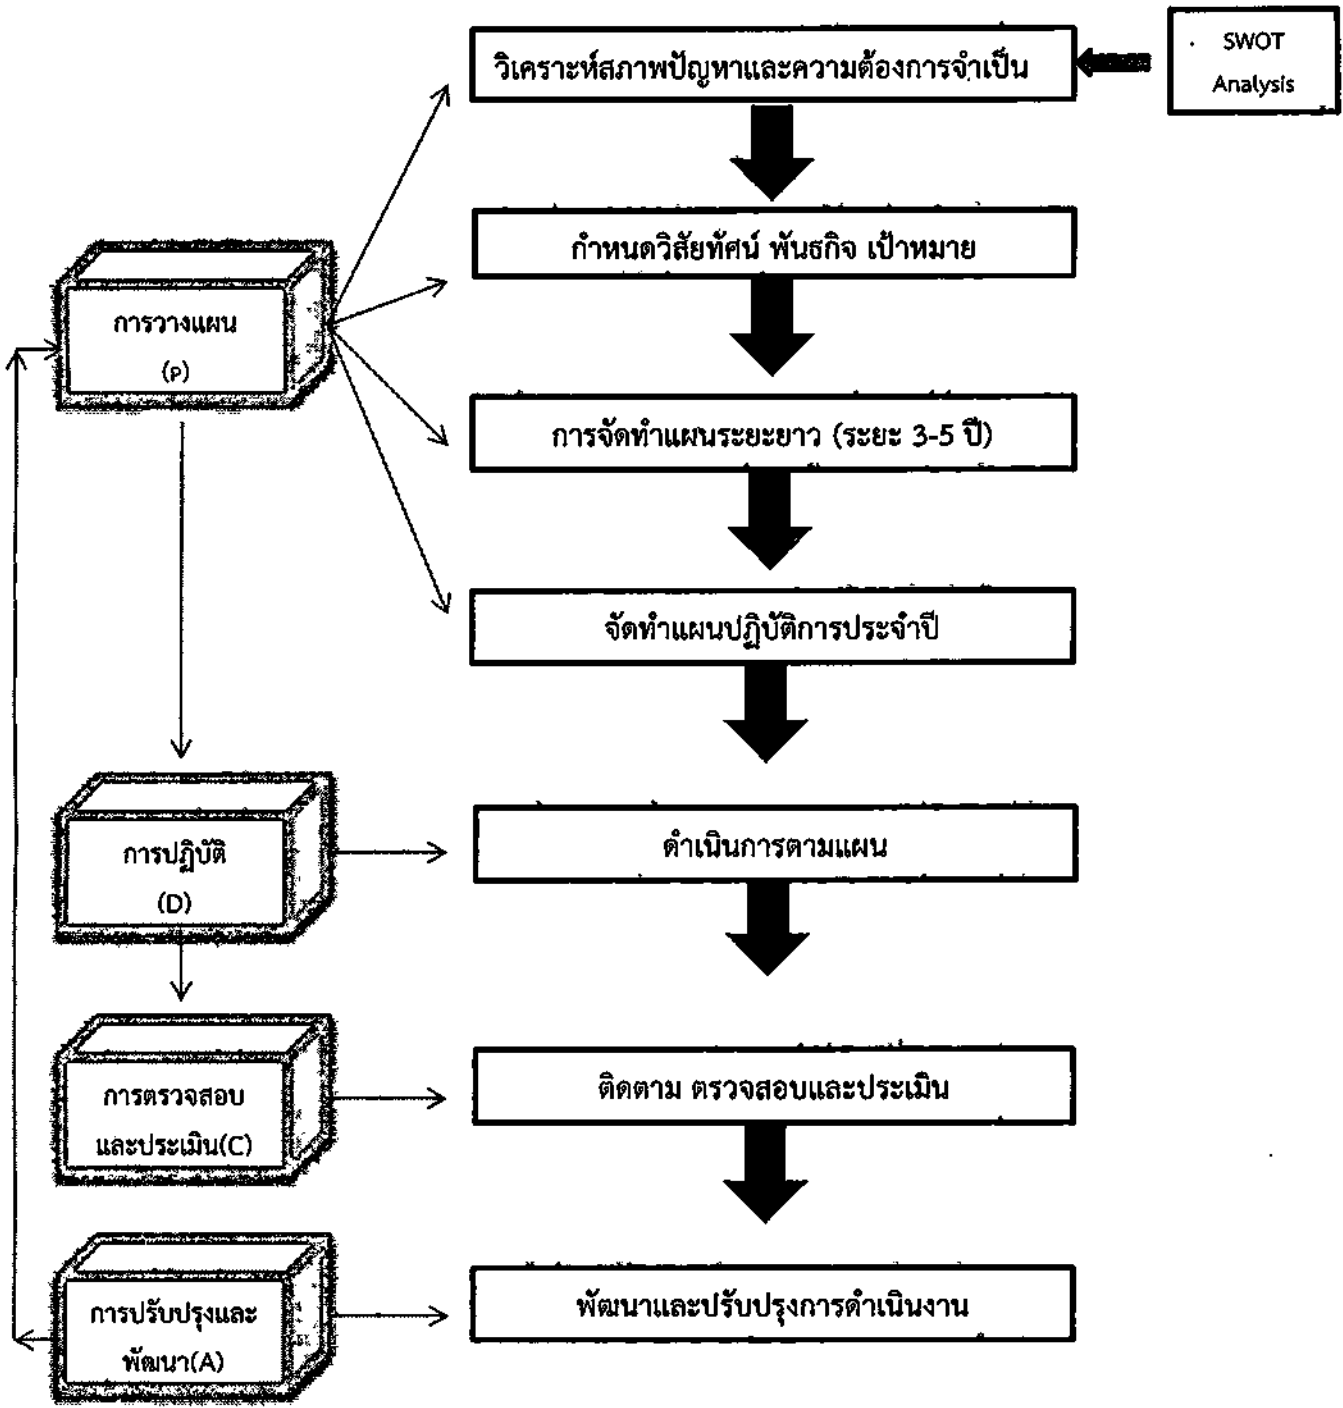 วิเคราะห์สภาพปัญหาและความต้องการจำเป็น
SWOT
Analysis
กำหนดวิสัยทัศน์ พันธกิจ เป้าหมาย
การวางแผน
(P)
การจัดทำแผนระยะยาว (ระยะ 3-5 ปี)
จัดทำแผนปฏิบัติการประจำปี
การปฏิบัติ
(D)
ดำเนินการตามแผน
การตรวจสอบ
และประเมิน(C)
ติดตาม ตรวจสอบและประเมิน
การปรับปรุงและ
พัฒนา(A)
พัฒนาและปรับปรุงการดำเนินงาน